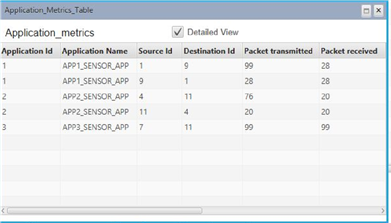 Application_Metrics_Table
Application_metrics Detailed View
Application Id Application Name Source Id Destination Id Packet transmitted Packet received
1 APP1_SENSOR_APP 1 9 99 28
1 APP1_SENSOR_APP 9 1 28 28
2 APP2_SENSOR_APP 4 11 76 20
2 APP2_SENSOR_APP 11 4 20 20
3 APP3_SENSOR_APP 7 11 99 99